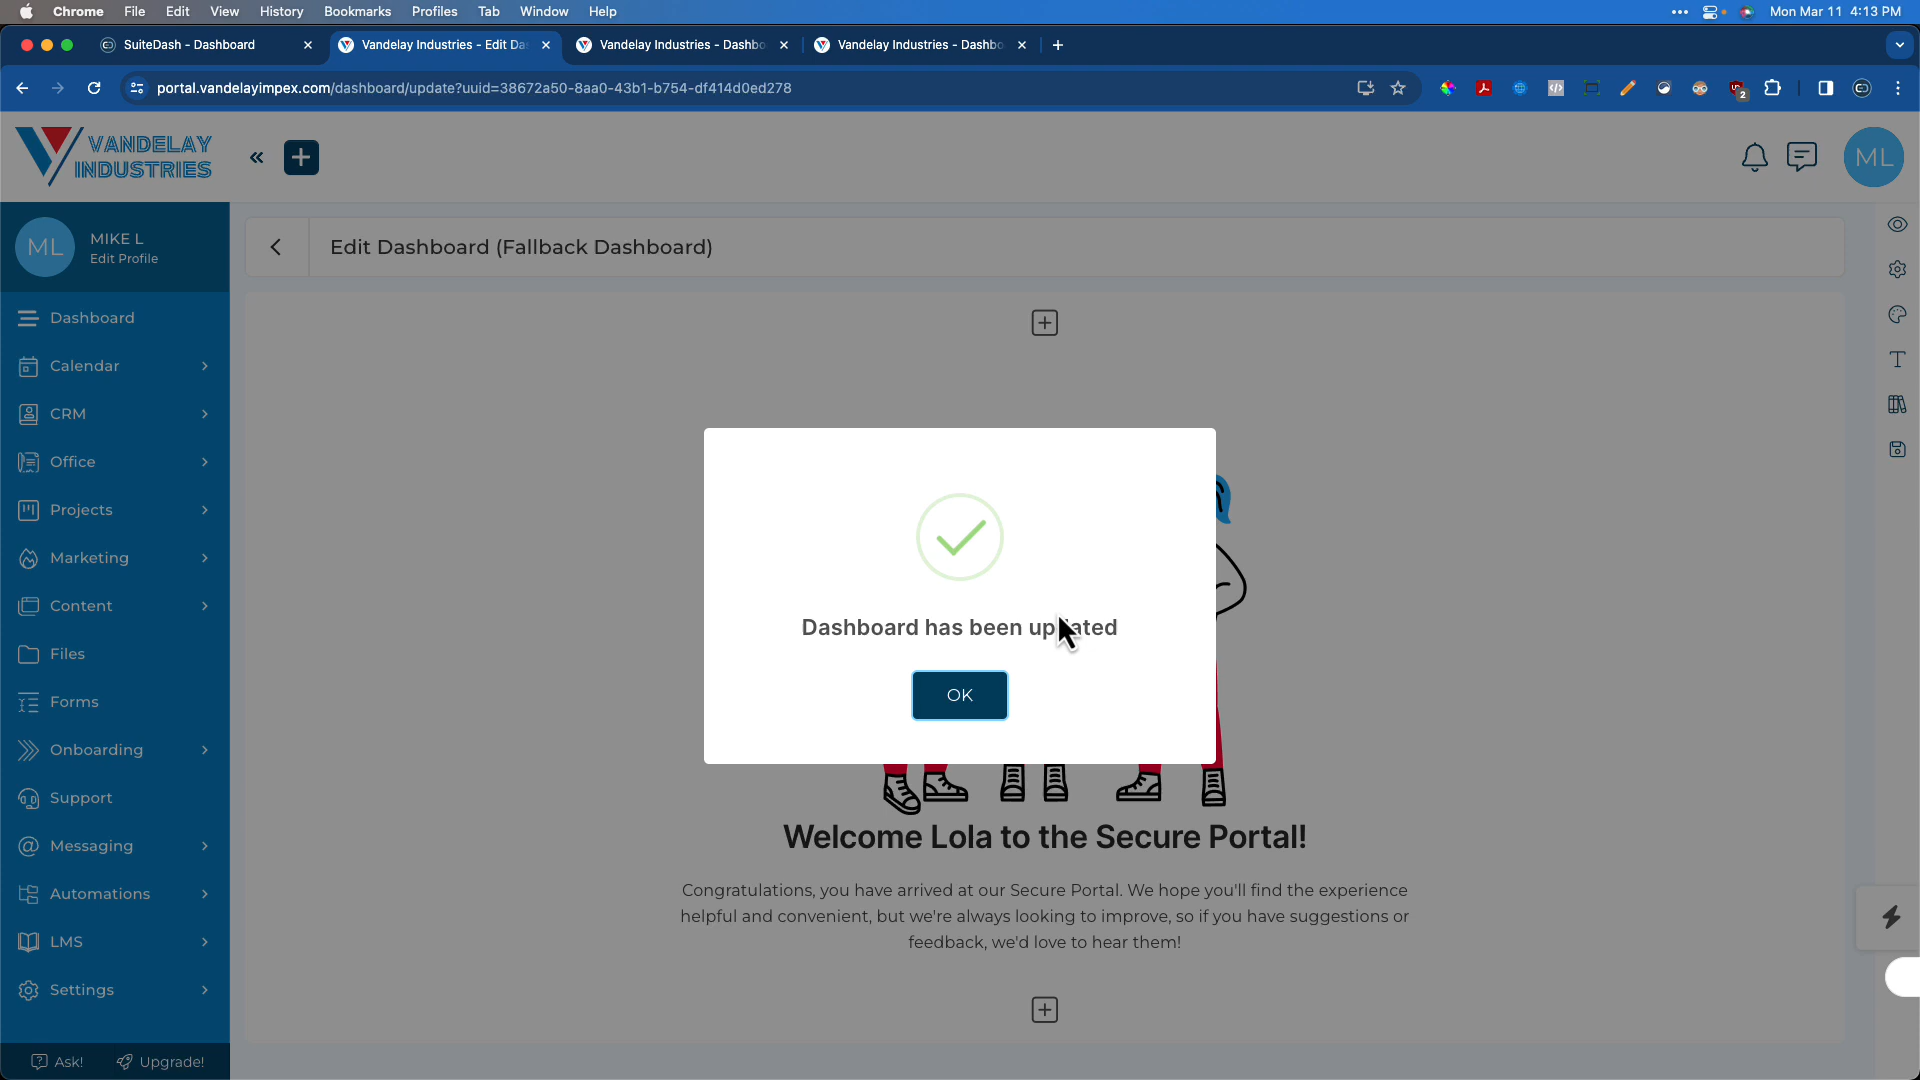 Chrome File Edit View History Bookmarks Profiles Tab Window Help Mon Mar 11 4:13 PM
SuiteDash - Dashboard Vandelay Industries - Edit Da Vandelay Industries - Dashbo Vandelay Industries - Dashbo
portal.vandelayimpex.com/dashboard/update?uuid=38672a50-8aa0-43b1-b754-df414d0ed278 2
VANDELAY
INDUSTRIES
ML
ML
MIKE L
Edit Profile
Edit Dashboard (Fallback Dashboard)
Dashboard
Calendar
CRM
Office
Projects
Marketing
Content
Files
Forms
Onboarding
Support
Messaging
Automations
LMS
Settings
Ask! Upgrade!
Dashboard has been updated
OK
Welcome Lola to the Secure Portal!
Congratulations, you have arrived at our Secure Portal. We hope you'll find the experience
helpful and convenient, but we're always looking to improve, so if you have suggestions or
feedback, we'd love to hear them!